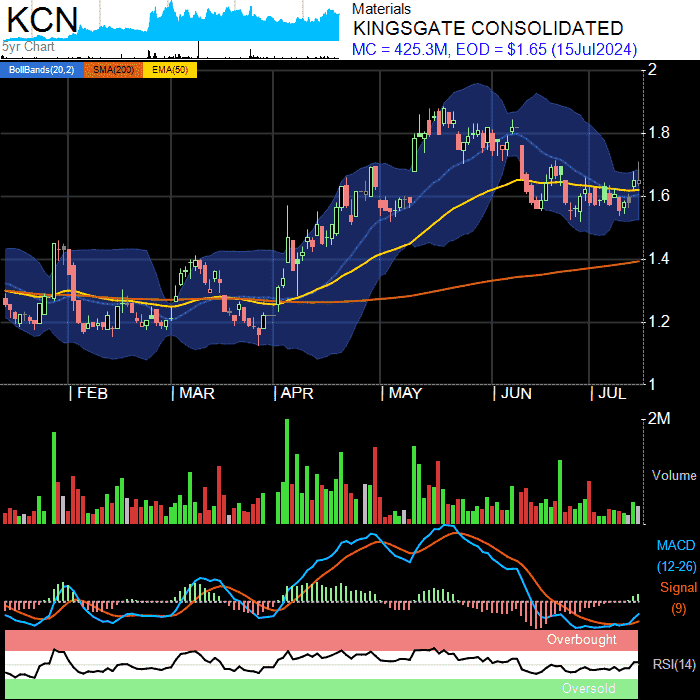 KCN
5yr Chart
Materials
KINGSGATE CONSOLIDATED
MC = 425.3M, EOD = $1.65 (15Jul2024)
BollBands(20,2) SMA(200) EMA(50)
2
1.8
1.6
1.4
1.2
1
| FEB | MAR | APR | MAY | JUN | JUL
2M
Volume
MACD
(12-26)
Signal
(9)
Overbought
RSI(14)
Oversold